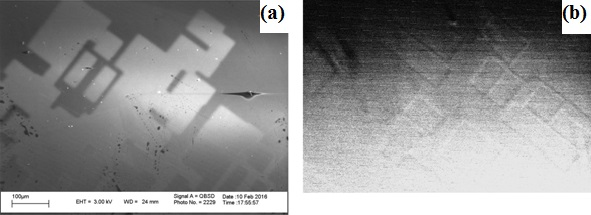 (a)
(b)
100µm
EHT = 3.00 kV
WD = 24 mm
Signal A = QBSD
Photo No. = 2229
Date :10 Feb 2016
Time :17:55:57